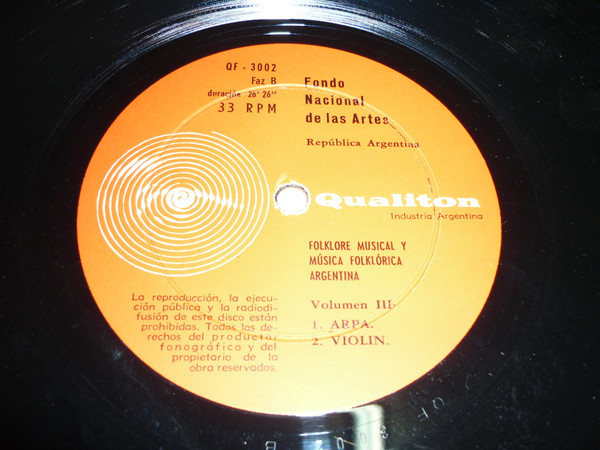 QF - 3002
Faz B
duración 26' 26"
33 RPM
Fondo
Nacional
de las Artes
República Argentina
Qualiton
Industria Argentina
FOLKLORE MUSICAL Y
MÚSICA FOLKLÓRICA
ARGENTINA
Volumen III
1. ARPA.
2. VIOLIN.
La reproducción, la ejecu-
ción pública y la radiodi-
fusión de este disco están
prohibidas. Todos los de-
rechos del productor
fonográfico y del
propietario de la
obra reservados.